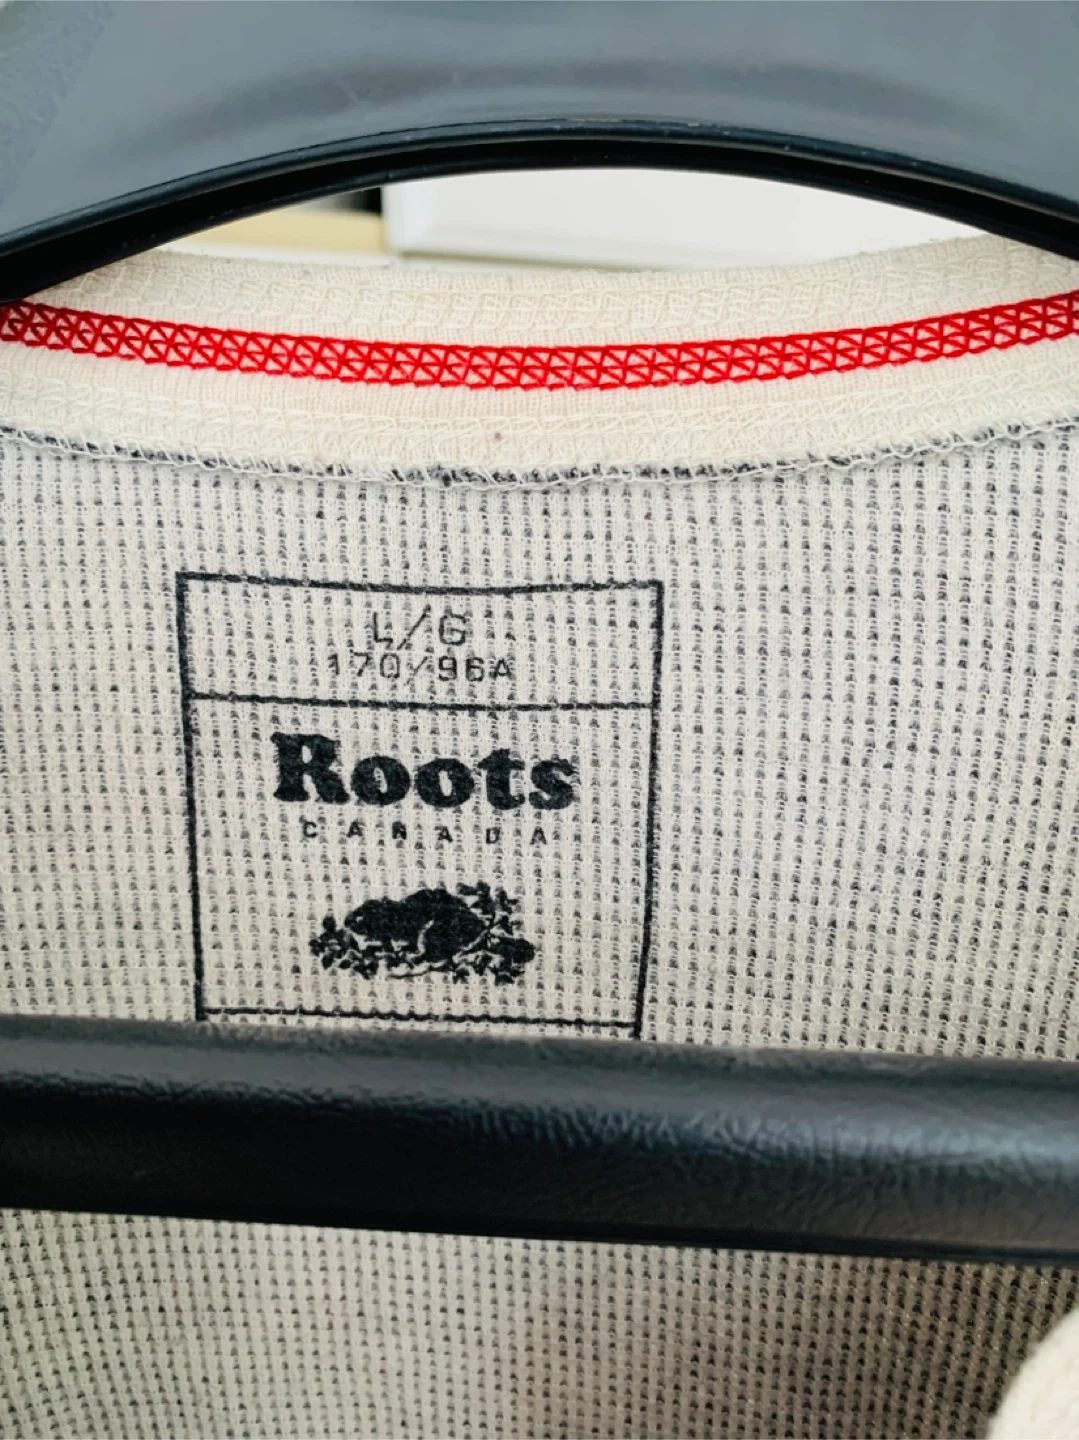 L/G
170/96A
Roots
CANADA